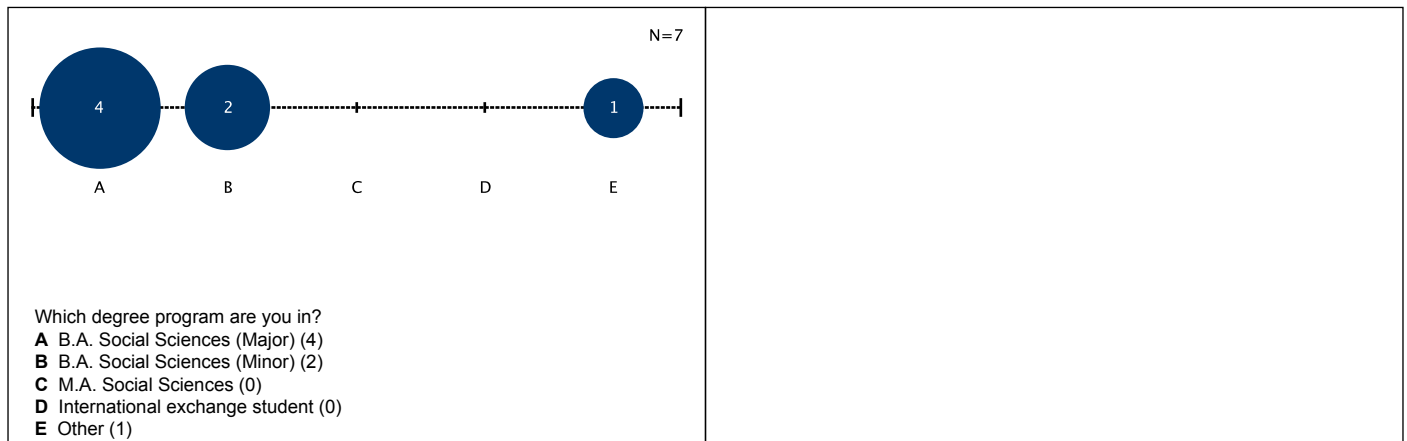 N=7
4 2 1
A B C D E
Which degree program are you in?
A B.A. Social Sciences (Major) (4)
B B.A. Social Sciences (Minor) (2)
C M.A. Social Sciences (0)
D International exchange student (0)
E Other (1)